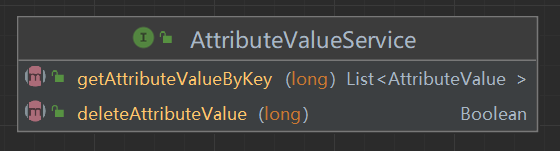 I AttributeValueService
m getAttributeValueByKey (long) List<AttributeValue >
m deleteAttributeValue (long) Boolean